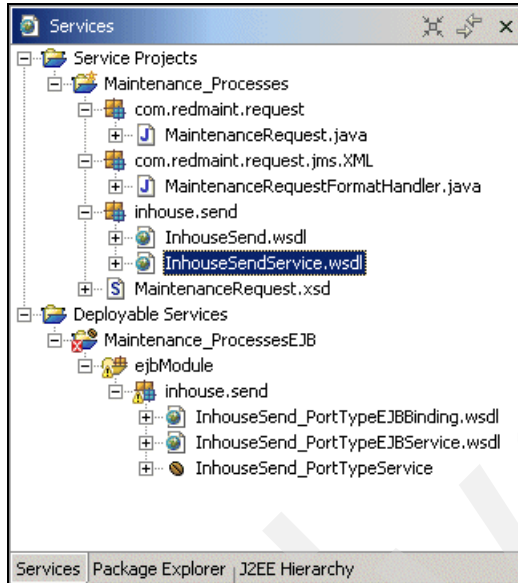 Services
Service Projects
Maintenance_Processes
com.redmaint.request
MaintenanceRequest.java
com.redmaint.request.jms.XML
MaintenanceRequestFormatHandler.java
inhouse.send
InhouseSend.wsdl
InhouseSendService.wsdl
MaintenanceRequest.xsd
Deployable Services
Maintenance_ProcessesEJB
ejbModule
inhouse.send
InhouseSend_PortTypeEJBBinding.wsdl
InhouseSend_PortTypeEJBService.wsdl
InhouseSend_PortTypeService
Services Package Explorer J2EE Hierarchy